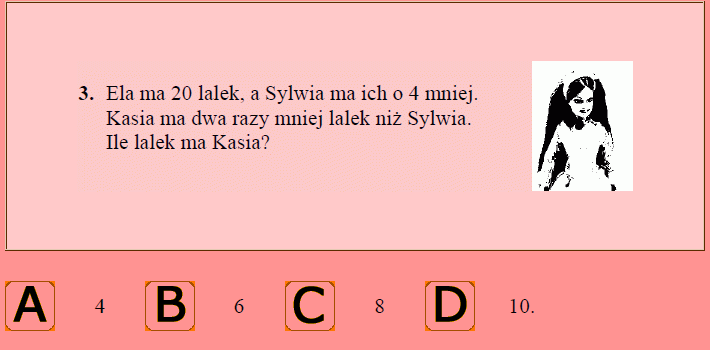 3. Ela ma 20 lalek, a Sylwia ma ich o 4 mniej.
Kasia ma dwa razy mniej lalek niż Sylwia.
Ile lalek ma Kasia?
A 4 B 6 C 8 D 10.